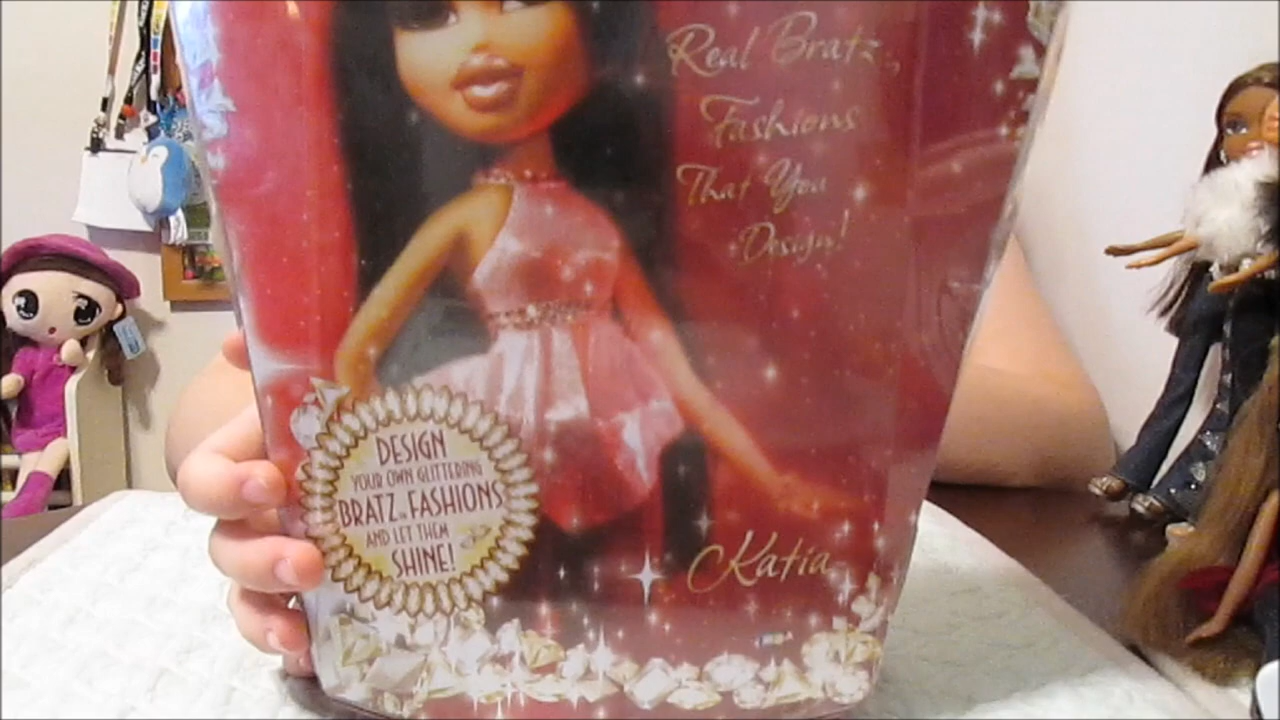 Real Bratz
Fashions
That You
Design!
DESIGN
YOUR OWN GLITTERING
BRATZ FASHIONS
AND LET THEM
SHINE!
Katia